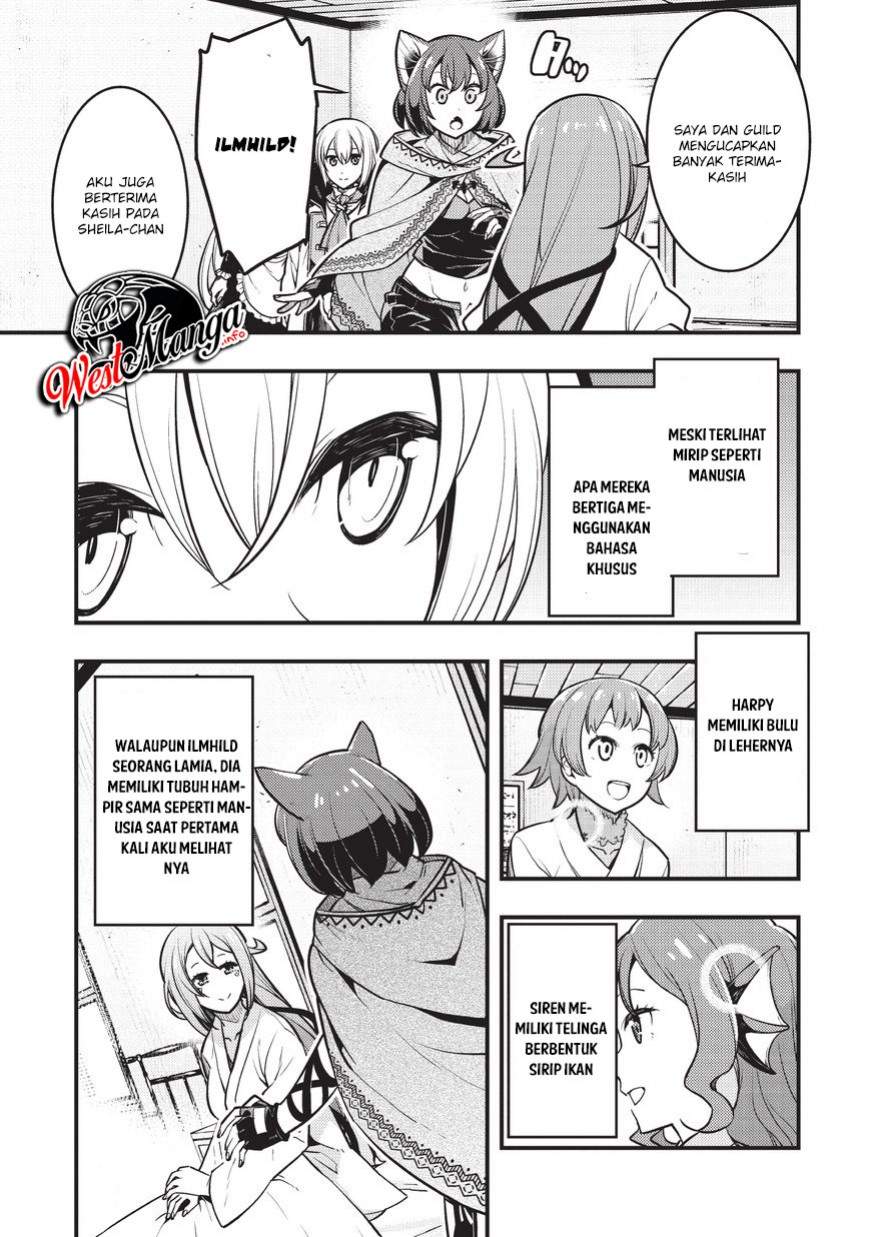 SAYA DAN GUILD
MENGUCAPKAN
BANYAK TERIMA-
KASIH
ILMHILD!
AKU JUGA
BERTERIMA
KASIH PADA
SHEILA-CHAN
WestManga
.info
MESKI TERLIHAT
MIRIP SEPERTI
MANUSIA
APA MEREKA
BERTIGA ME-
NGGUNAKAN
BAHASA
KHUSUS
HARPY
MEMILIKI BULU
DI LEHERNYA
SIREN ME-
MILIKI TELINGA
BERBENTUK
SIRIP IKAN
WALAUPUN ILMHILD
SEORANG LAMIA, DIA
MEMILIKI TUBUH HAM-
PIR SAMA SEPERTI MAN-
USIA SAAT PERTAMA
KALI AKU MELIHAT
NYA